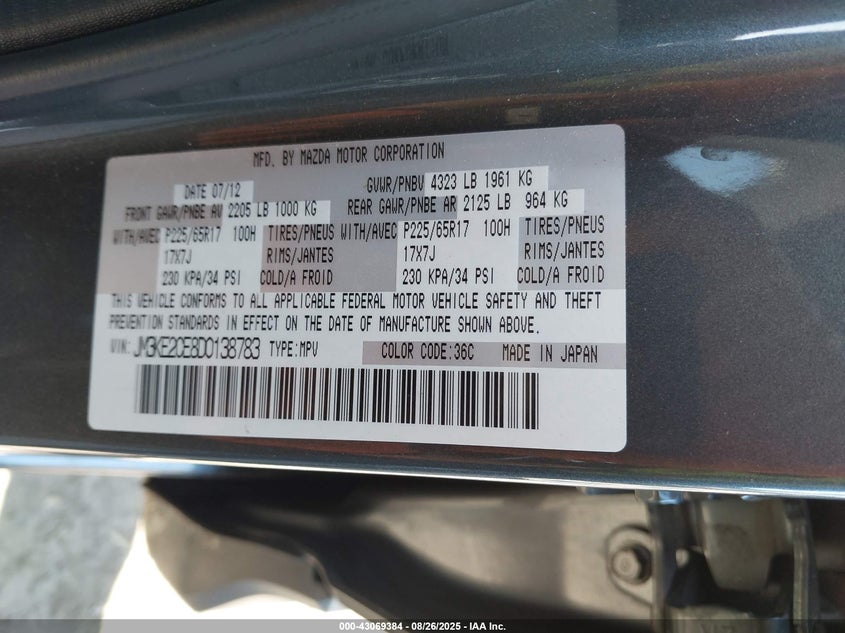 MFD. BY MAZDA MOTOR CORPORATION
DATE 07/12 GVWR/PNBV 4323 LB 1961 KG
FRONT GAWR/PNBE AV 2205 LB 1000 KG REAR GAWR/PNBE AR 2125 LB 964 KG
WITH/AVEC P225/65R17 100H TIRES/PNEUS WITH/AVEC P225/65R17 100H TIRES/PNEUS
17X7J RIMS/JANTES 17X7J RIMS/JANTES
230 KPA/34 PSI COLD/A FROID 230 KPA/34 PSI COLD/A FROID
THIS VEHICLE CONFORMS TO ALL APPLICABLE FEDERAL MOTOR VEHICLE SAFETY AND THEFT
PREVENTION STANDARDS IN EFFECT ON THE DATE OF MANUFACTURE SHOWN ABOVE.
VIN: JM3KE2CE8D0138783 TYPE:MPV COLOR CODE:36C MADE IN JAPAN
000-43069384 - 08/26/2025 - IAA Inc.